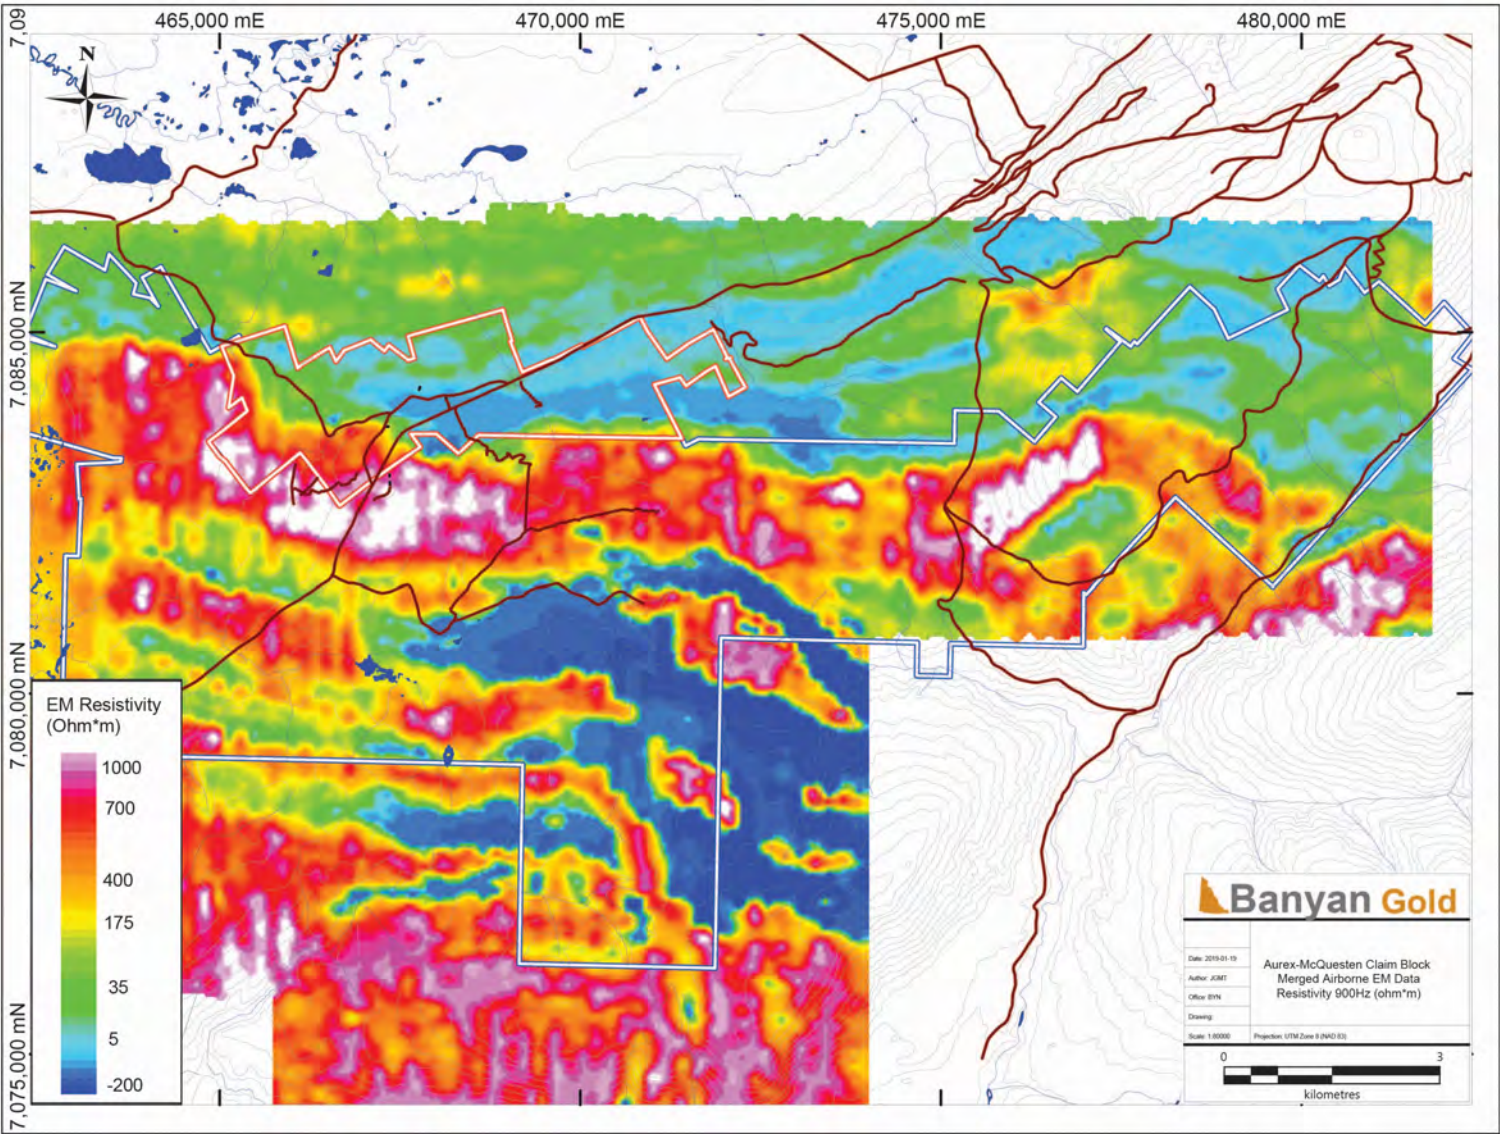 465,000 mE 470,000 mE 475,000 mE 480,000 mE
7,09
N
7,085,000 mN
7,080,000 mN
7,075,000 mN
EM Resistivity
(Ohm*m)
1000
700
400
175
35
5
-200
Banyan Gold
Date: 2019-01-19
Author: JGMT
Office: BYN
Drawing:
Scale: 1:80000
Aurex-McQuesten Claim Block
Merged Airborne EM Data
Resistivity 900Hz (ohm*m)
Projection: UTM Zone 8 (NAD 83)
0 3
kilometres